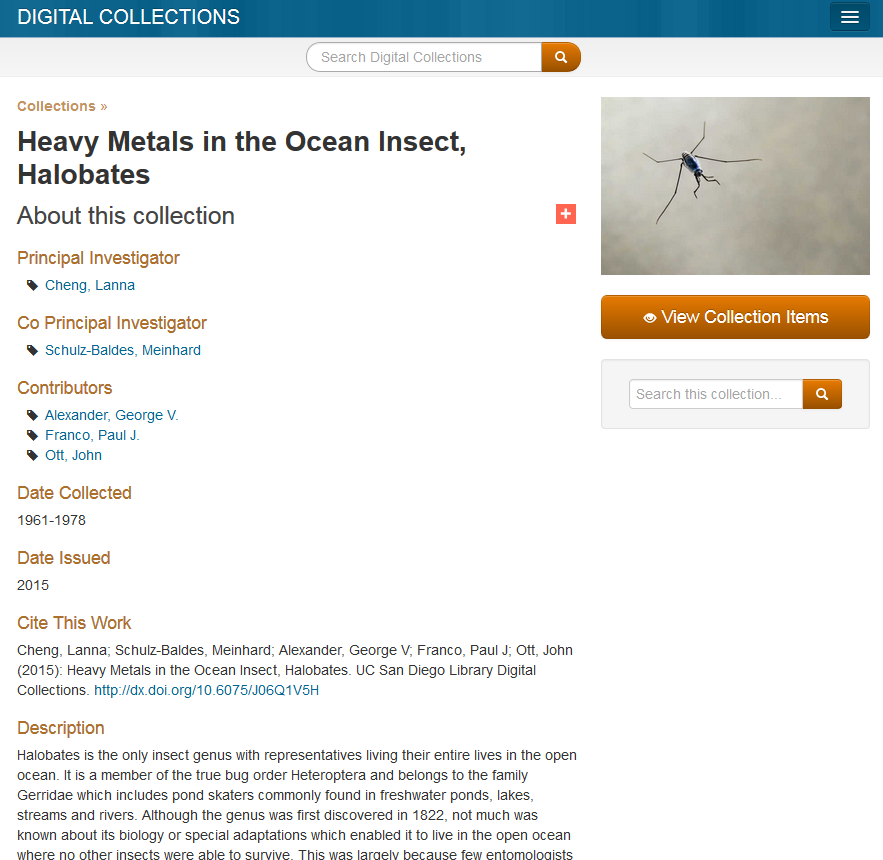 DIGITAL COLLECTIONS
Search Digital Collections
Collections »
Heavy Metals in the Ocean Insect,
Halobates
About this collection
Principal Investigator
Cheng, Lanna
Co Principal Investigator
Schulz-Baldes, Meinhard
Contributors
Alexander, George V.
Franco, Paul J.
Ott, John
Date Collected
1961-1978
Date Issued
2015
Cite This Work
Cheng, Lanna; Schulz-Baldes, Meinhard; Alexander, George V; Franco, Paul J; Ott, John
(2015): Heavy Metals in the Ocean Insect, Halobates. UC San Diego Library Digital
Collections. http://dx.doi.org/10.6075/J06Q1V5H
Description
Halobates is the only insect genus with representatives living their entire lives in the open
ocean. It is a member of the true bug order Heteroptera and belongs to the family
Gerridae which includes pond skaters commonly found in freshwater ponds, lakes,
streams and rivers. Although the genus was first discovered in 1822, not much was
known about its biology or special adaptations which enabled it to live in the open ocean
where no other insects were able to survive. This was largely because few entomologists
View Collection Items
Search this collection...